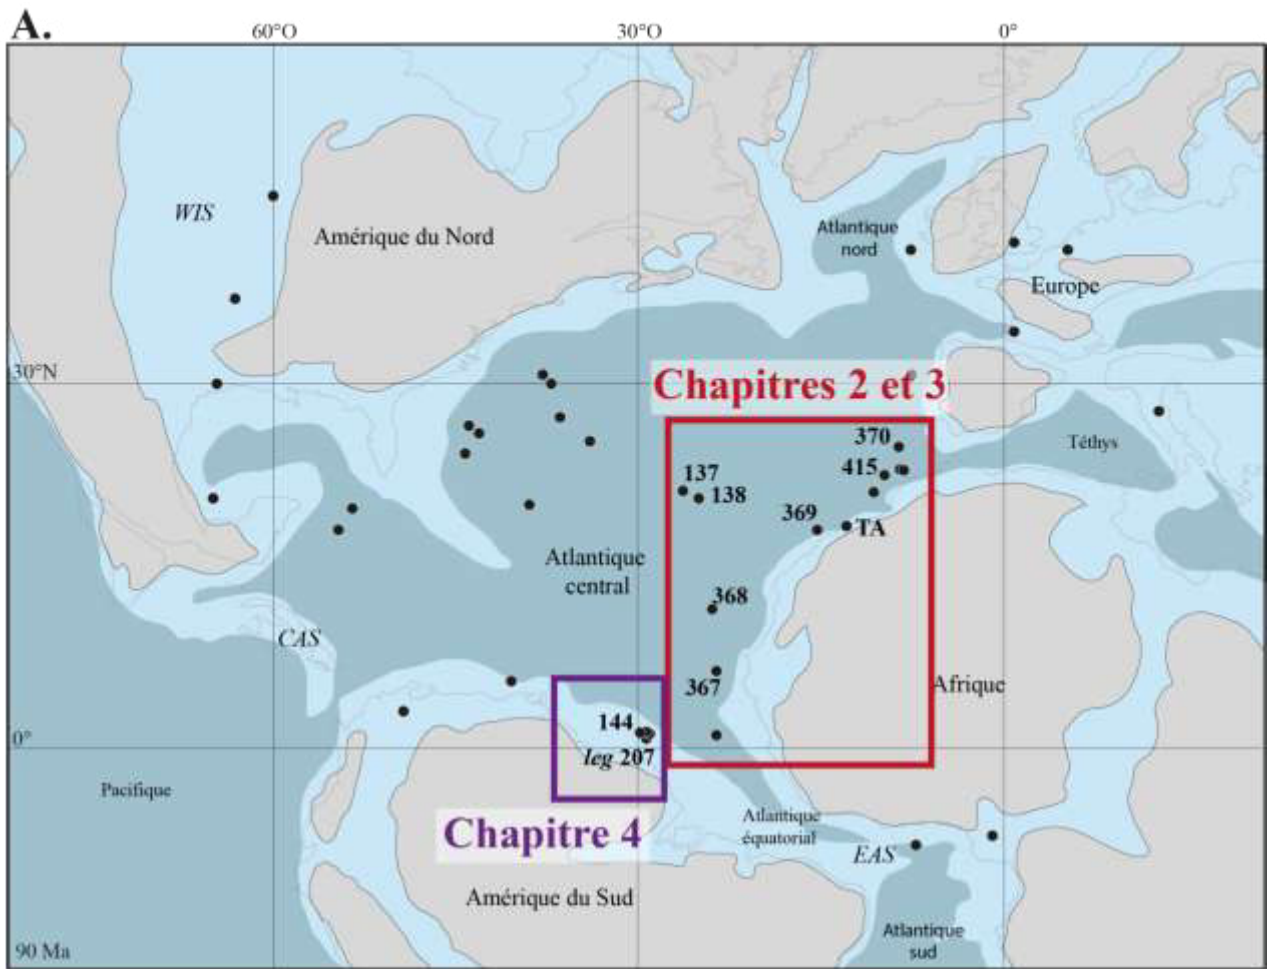 A.
60°O
30°O
0°
WIS
Amérique du Nord
Atlantique
nord
Europe
30°N
Chapitres 2 et 3
370
Téthys
415
137
138
369
TA
Atlantique
central
368
CAS
367
Afrique
144
leg 207
0°
Pacifique
Atlantique
équatorial
Chapitre 4
EAS
Amérique du Sud
Atlantique
sud
90 Ma